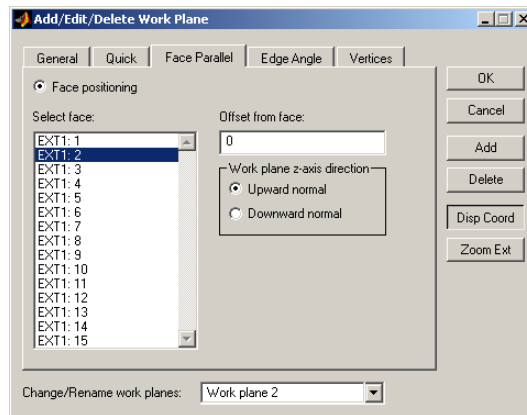 Add/Edit/Delete Work Plane
General Quick Face Parallel Edge Angle Vertices
Face positioning
Select face:
EXT1: 1
EXT1: 2
EXT1: 3
EXT1: 4
EXT1: 5
EXT1: 6
EXT1: 7
EXT1: 8
EXT1: 9
EXT1: 10
EXT1: 11
EXT1: 12
EXT1: 13
EXT1: 14
EXT1: 15
Offset from face:
0
Work plane z-axis direction
Upward normal
Downward normal
OK
Cancel
Add
Delete
Disp Coord
Zoom Ext
Change/Rename work planes: Work plane 2